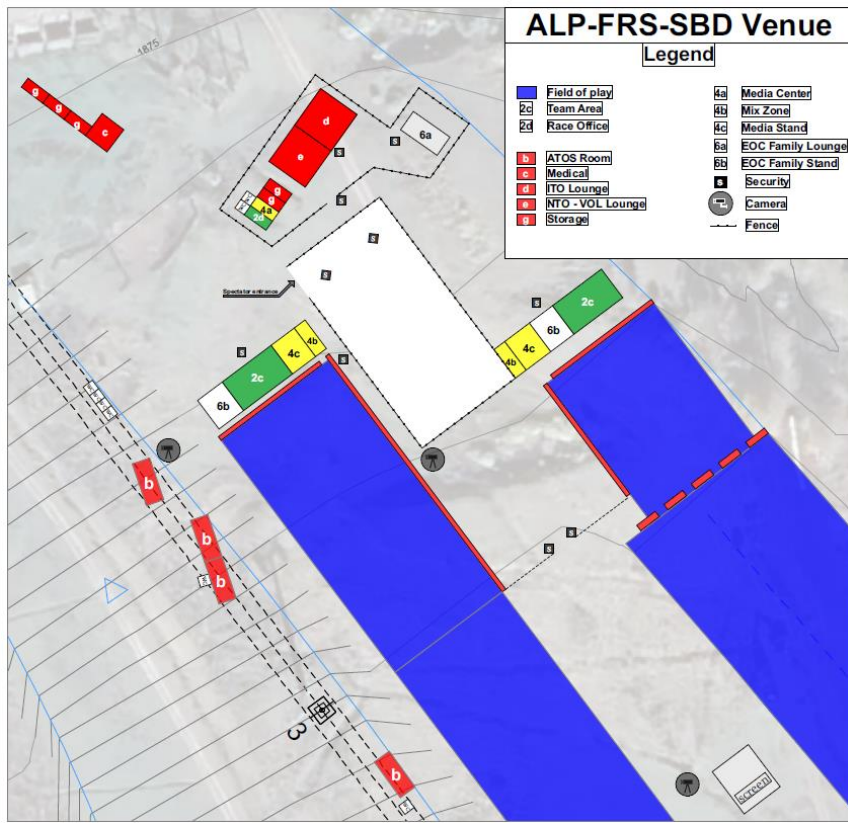 ALP-FRS-SBD Venue
Legend
Field of play
2c Team Area
2d Race Office
b ATOS Room
c Medical
d ITO Lounge
e NTO - VOL Lounge
g Storage
4a Media Center
4b Mix Zone
4c Media Stand
6a EOC Family Lounge
6b EOC Family Stand
s Security
Camera
Fence
1875
g
g
g
c
d
e
6a
s
s
g
g
4a
2d
s
s
s
Spectator entrance
s
2c
6b
4c
4b
s
4b
4c
2c
6b
s
b
b
b
s
s
3
b
screen